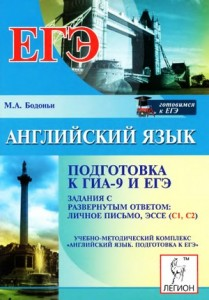 ЕГЭ
М.А. Бодоньи
ГОТОВИМСЯ
К ЕГЭ
АНГЛИЙСКИЙ ЯЗЫК
ПОДГОТОВКА
К ГИА-9 И ЕГЭ
ЗАДАНИЯ С
РАЗВЕРНУТЫМ ОТВЕТОМ:
ЛИЧНОЕ ПИСЬМО, ЭССЕ (С1, С2)
УЧЕБНО-МЕТОДИЧЕСКИЙ КОМПЛЕКС
«АНГЛИЙСКИЙ ЯЗЫК. ПОДГОТОВКА К ЕГЭ»
TM
ЛЕГИОН